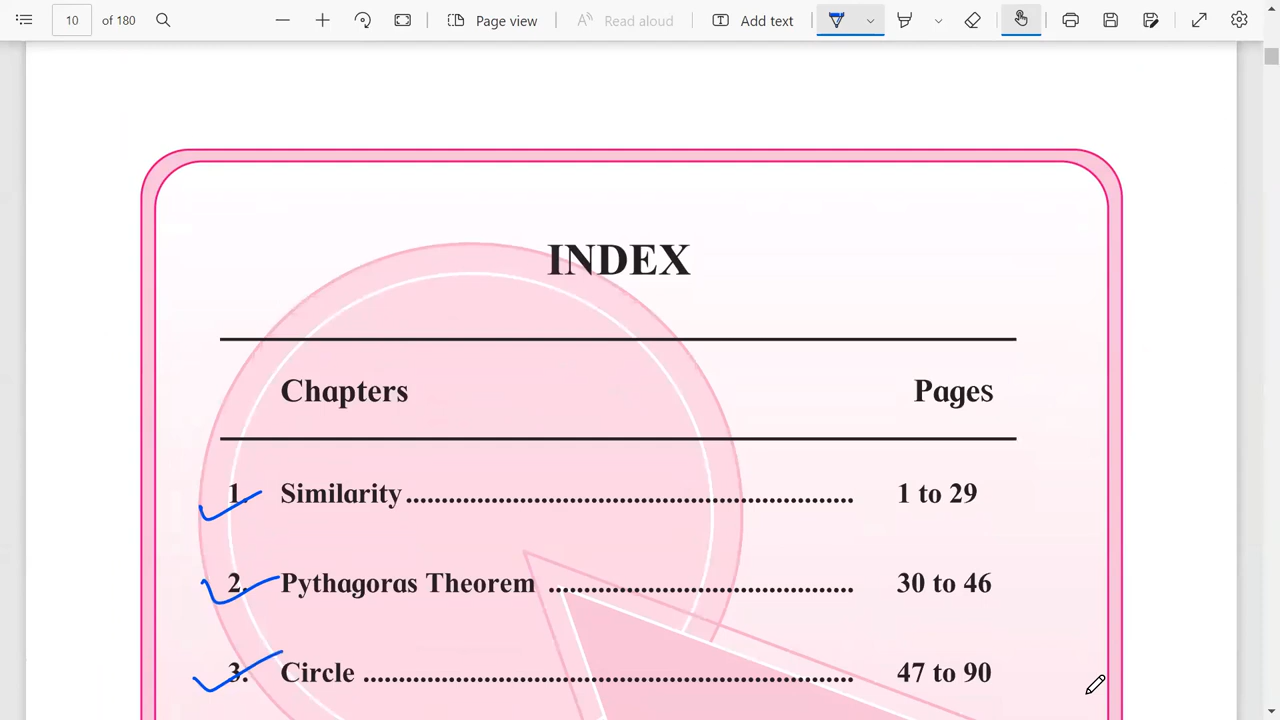 10 of 180 Page view Read aloud Add text
INDEX
Chapters Pages
1. Similarity ............................................................... 1 to 29
2. Pythagoras Theorem ........................................... 30 to 46
3. Circle ..................................................................... 47 to 90